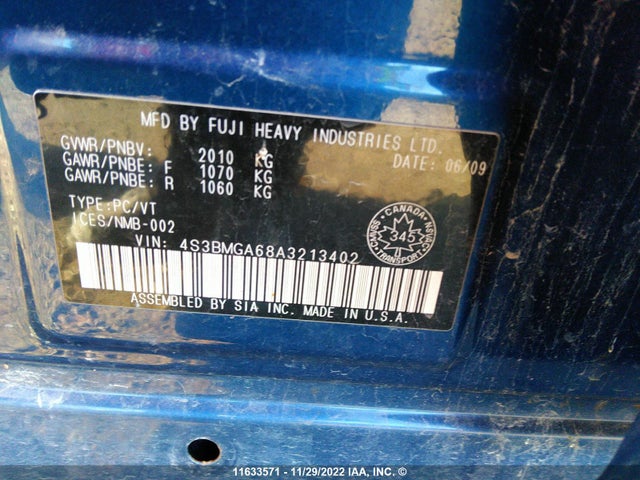 MFD BY FUJI HEAVY INDUSTRIES LTD.
GVWR/PNBV: 2010 KG DATE: 06/09
GAWR/PNBE: F 1070 KG
GAWR/PNBE: R 1060 KG
TYPE: PC/VT
ICES/NMB-002
VIN: 4S3BMGA68A3213402
CANADA
345
CMVSS NSVAC
ASSEMBLED BY SIA INC. MADE IN U.S.A.
11633571 - 11/29/2022 IAA, INC. ©